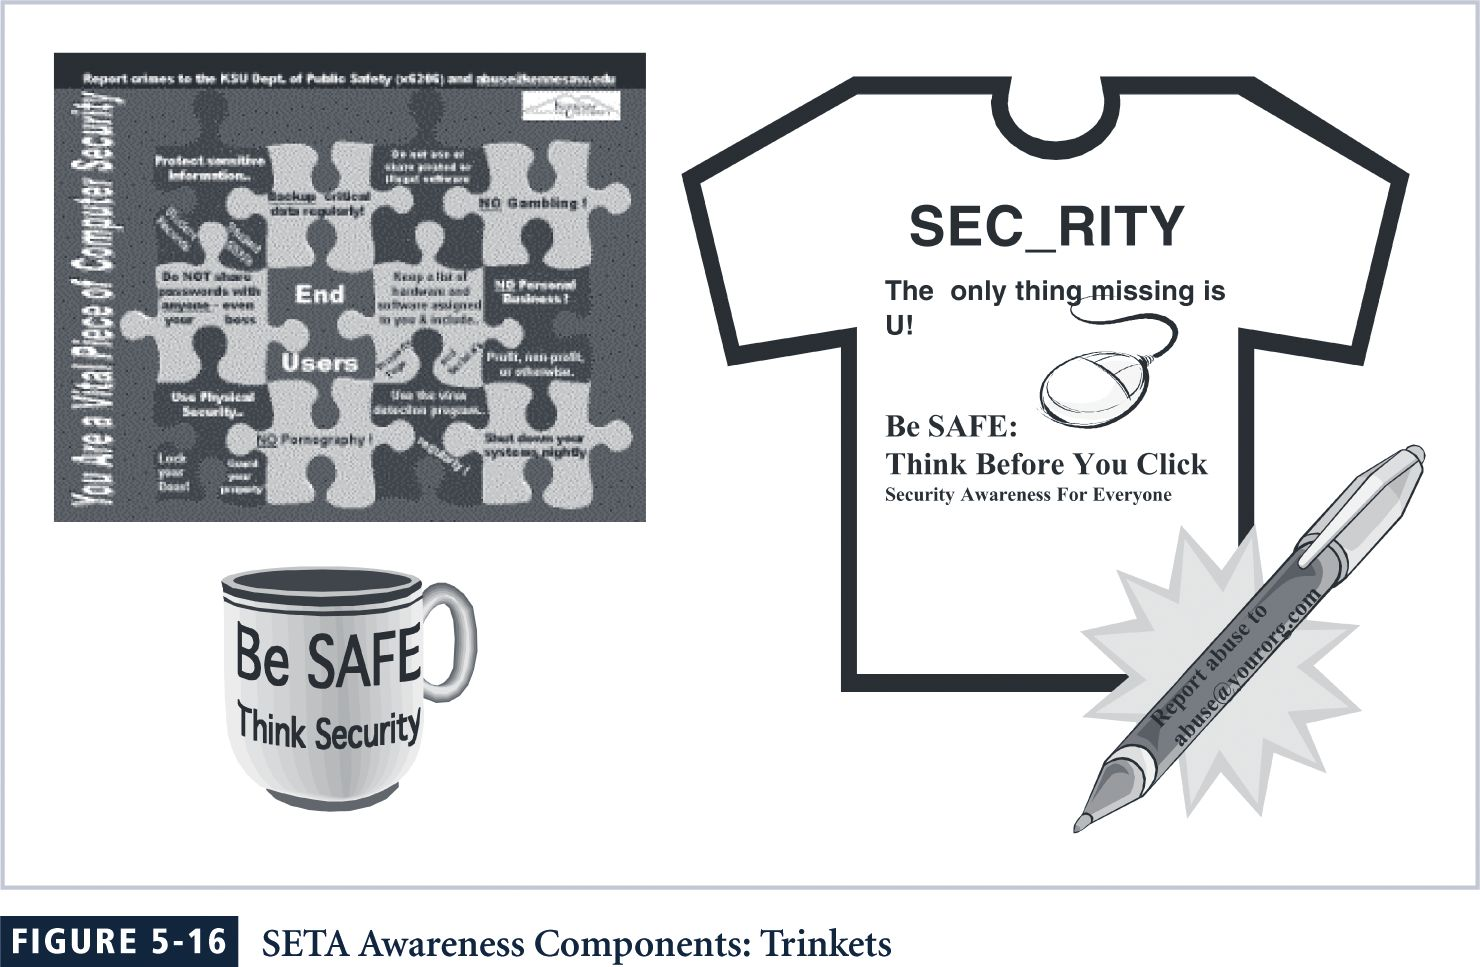 Report crimes to the KSU Dept. of Public Safety (x6206) and abuse@kennesaw.edu
You Are a Vital Piece of Computer Security
Protect sensitive
information..
Backup critical
data regularly!
Do not use or
share pirated or
illegal software
NO Gambling !
Do NOT share
passwords with
anyone - even
your boss
End
Users
Keep a list of
hardware and
software assigned
to you & include..
NO Personal
Business !
Profit, non-profit,
or otherwise.
Use Physical
Security..
Lock
your
Door!
Guard
your
property
NO Pornography !
Use the virus
detection program..
regularly !
Shut down your
systems nightly
SEC_RITY
The only thing missing is
U!
Be SAFE:
Think Before You Click
Security Awareness For Everyone
Be SAFE
Think Security
Report abuse to
abuse@yourorg.com
FIGURE 5-16 SETA Awareness Components: Trinkets